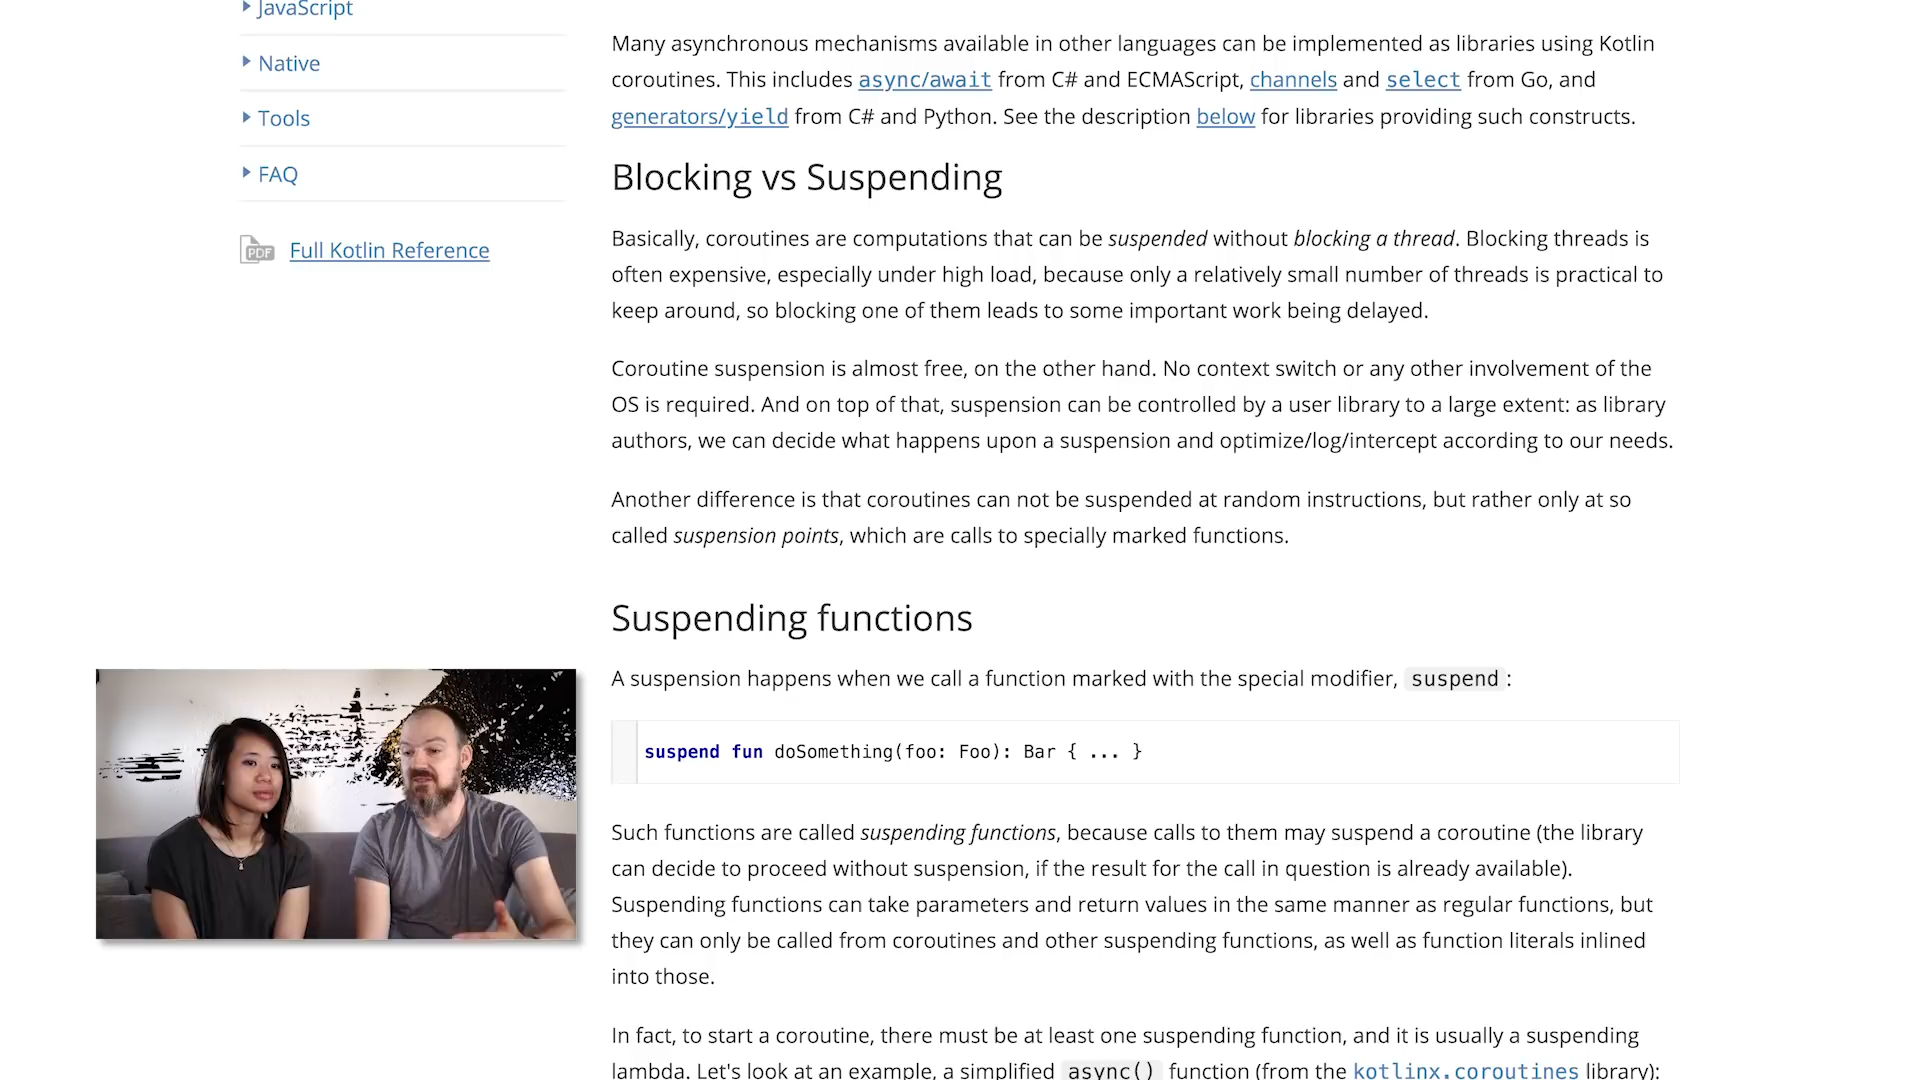 JavaScript
Native
Tools
FAQ
PDF
Full Kotlin Reference
Many asynchronous mechanisms available in other languages can be implemented as libraries using Kotlin
coroutines. This includes async/await from C# and ECMAScript, channels and select from Go, and
generators/yield from C# and Python. See the description below for libraries providing such constructs.
Blocking vs Suspending
Basically, coroutines are computations that can be suspended without blocking a thread. Blocking threads is
often expensive, especially under high load, because only a relatively small number of threads is practical to
keep around, so blocking one of them leads to some important work being delayed.
Coroutine suspension is almost free, on the other hand. No context switch or any other involvement of the
OS is required. And on top of that, suspension can be controlled by a user library to a large extent: as library
authors, we can decide what happens upon a suspension and optimize/log/intercept according to our needs.
Another difference is that coroutines can not be suspended at random instructions, but rather only at so
called suspension points, which are calls to specially marked functions.
Suspending functions
A suspension happens when we call a function marked with the special modifier, suspend:
suspend fun doSomething(foo: Foo): Bar { ... }
Such functions are called suspending functions, because calls to them may suspend a coroutine (the library
can decide to proceed without suspension, if the result for the call in question is already available).
Suspending functions can take parameters and return values in the same manner as regular functions, but
they can only be called from coroutines and other suspending functions, as well as function literals inlined
into those.
In fact, to start a coroutine, there must be at least one suspending function, and it is usually a suspending
lambda. Let's look at an example, a simplified async() function (from the kotlinx.coroutines library):